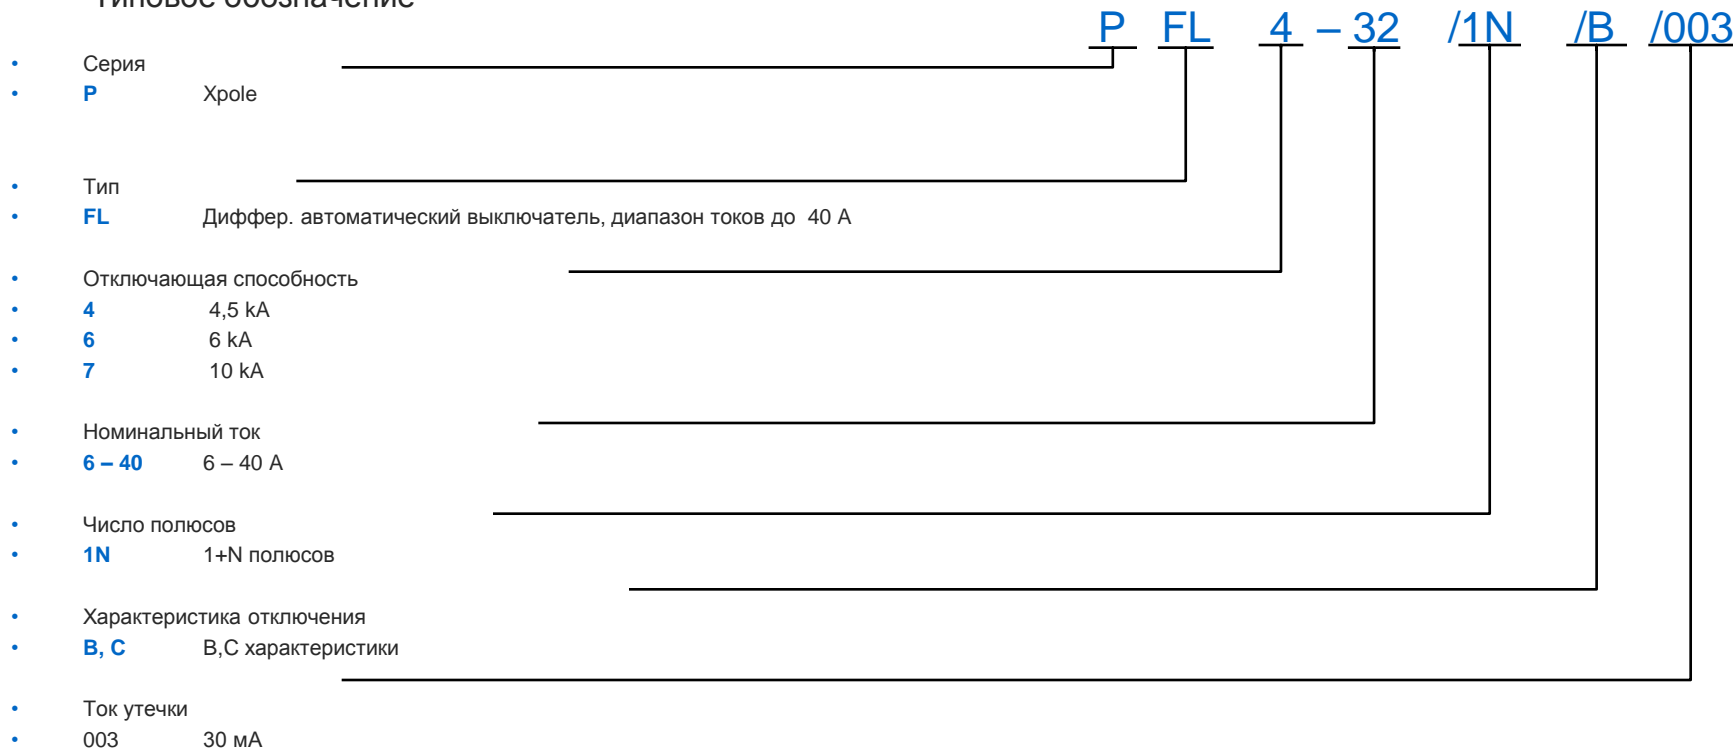 Типовое обозначение
P FL 4 – 32 /1N /B /003
• Серия
• P Xpole
• Тип
• FL Диффер. автоматический выключатель, диапазон токов до 40 А
• Отключающая способность
• 4 4,5 kA
• 6 6 kA
• 7 10 kA
• Номинальный ток
• 6 – 40 6 – 40 А
• Число полюсов
• 1N 1+N полюсов
• Характеристика отключения
• B, C B,C характеристики
• Ток утечки
• 003 30 мА